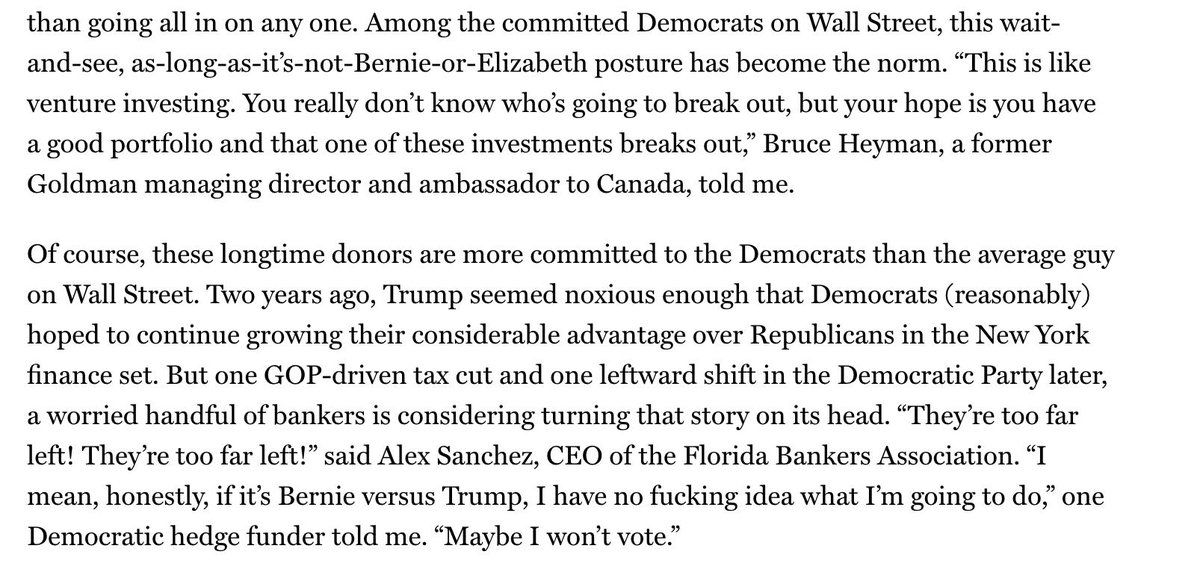 than going all in on any one. Among the committed Democrats on Wall Street, this wait-
and-see, as-long-as-it’s-not-Bernie-or-Elizabeth posture has become the norm. “This is like
venture investing. You really don’t know who’s going to break out, but your hope is you have
a good portfolio and that one of these investments breaks out,” Bruce Heyman, a former
Goldman managing director and ambassador to Canada, told me.
Of course, these longtime donors are more committed to the Democrats than the average guy
on Wall Street. Two years ago, Trump seemed noxious enough that Democrats (reasonably)
hoped to continue growing their considerable advantage over Republicans in the New York
finance set. But one GOP-driven tax cut and one leftward shift in the Democratic Party later,
a worried handful of bankers is considering turning that story on its head. “They’re too far
left! They’re too far left!” said Alex Sanchez, CEO of the Florida Bankers Association. “I
mean, honestly, if it’s Bernie versus Trump, I have no fucking idea what I’m going to do,” one
Democratic hedge funder told me. “Maybe I won’t vote.”